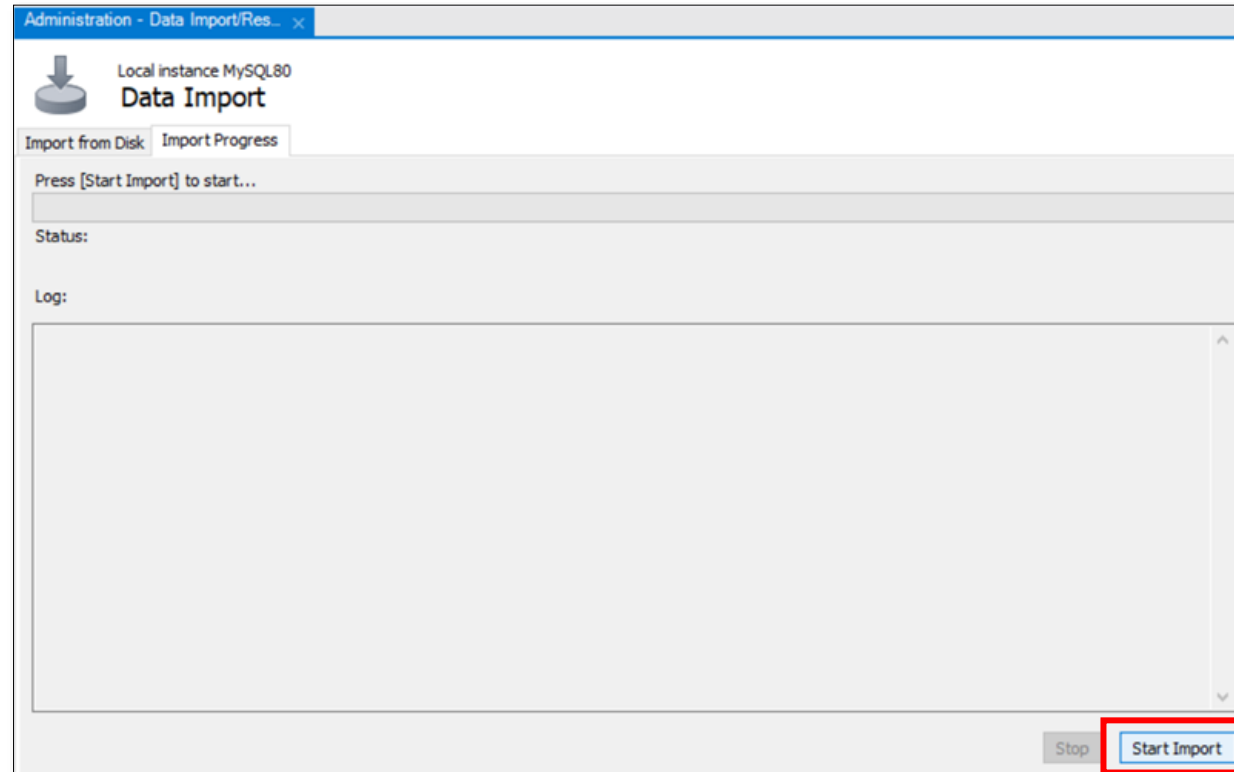 Administration - Data Import/Res...
Local instance MySQL80
Data Import
Import from Disk Import Progress
Press [Start Import] to start...
Status:
Log:
Stop Start Import